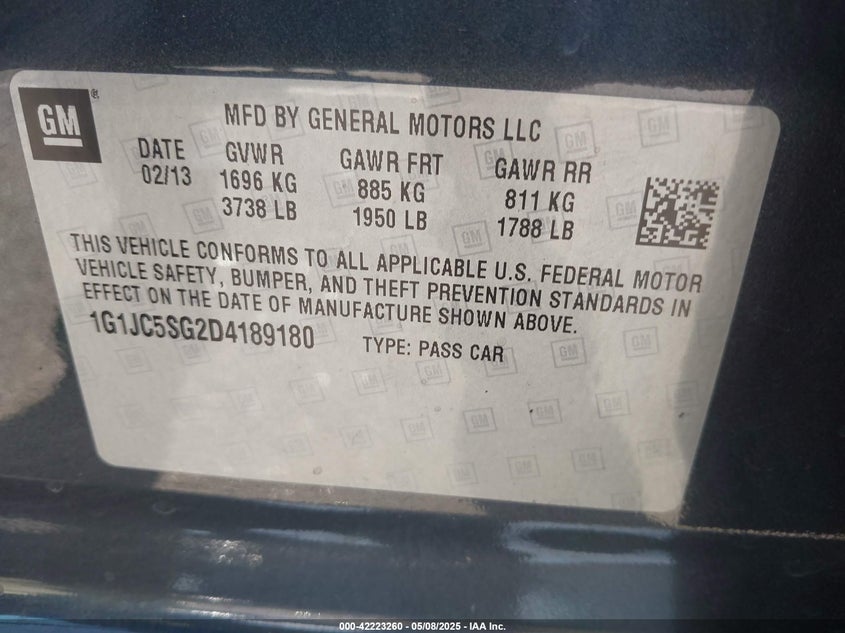 GM
MFD BY GENERAL MOTORS LLC
DATE GVWR GAWR FRT GAWR RR
02/13 1696 KG 885 KG 811 KG
3738 LB 1950 LB 1788 LB
THIS VEHICLE CONFORMS TO ALL APPLICABLE U.S. FEDERAL MOTOR
VEHICLE SAFETY, BUMPER, AND THEFT PREVENTION STANDARDS IN
EFFECT ON THE DATE OF MANUFACTURE SHOWN ABOVE.
1G1JC5SG2D4189180 TYPE: PASS CAR
000-42223260 - 05/08/2025 - IAA Inc.